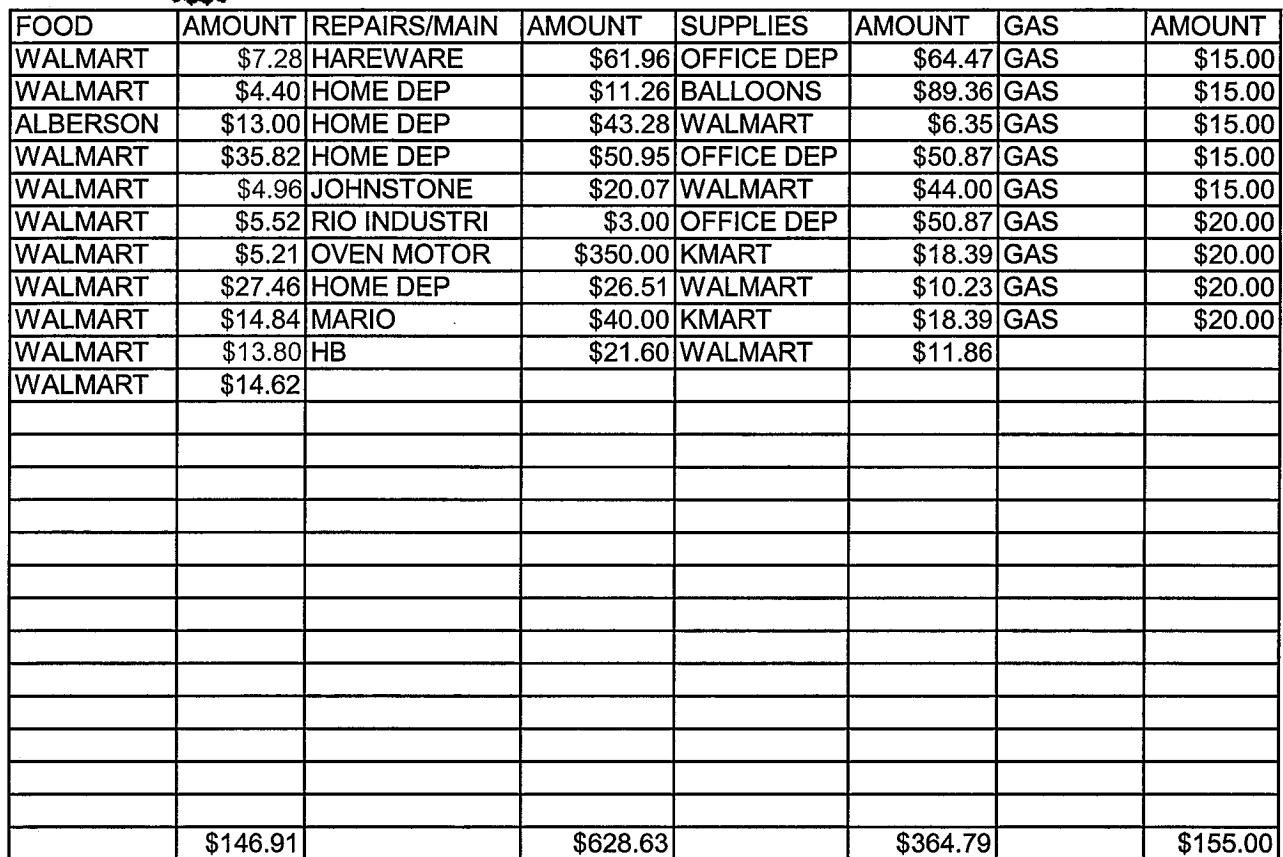 FOOD AMOUNT REPAIRS/MAIN AMOUNT SUPPLIES AMOUNT GAS AMOUNT
WALMART $7.28 HAREWARE $61.96 OFFICE DEP $64.47 GAS $15.00
WALMART $4.40 HOME DEP $11.26 BALLOONS $89.36 GAS $15.00
ALBERSON $13.00 HOME DEP $43.28 WALMART $6.35 GAS $15.00
WALMART $35.82 HOME DEP $50.95 OFFICE DEP $50.87 GAS $15.00
WALMART $4.96 JOHNSTONE $20.07 WALMART $44.00 GAS $15.00
WALMART $5.52 RIO INDUSTRI $3.00 OFFICE DEP $50.87 GAS $20.00
WALMART $5.21 OVEN MOTOR $350.00 KMART $18.39 GAS $20.00
WALMART $27.46 HOME DEP $26.51 WALMART $10.23 GAS $20.00
WALMART $14.84 MARIO $40.00 KMART $18.39 GAS $20.00
WALMART $13.80 HB $21.60 WALMART $11.86
WALMART $14.62
$146.91 $628.63 $364.79 $155.00